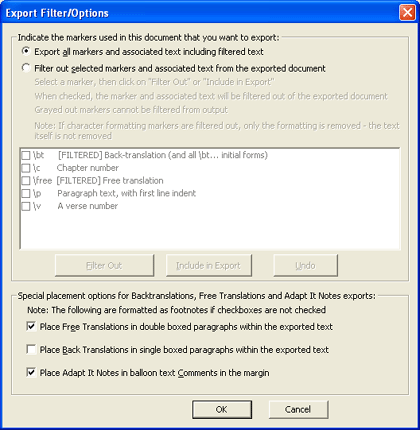 Export Filter/Options
Indicate the markers used in this document that you want to export:
Export all markers and associated text including filtered text
Filter out selected markers and associated text from the exported document
Select a marker, then click on "Filter Out" or "Include in Export"
When checked, the marker and associated text will be filtered out of the exported document
Grayed out markers cannot be filtered from output
Note: If character formatting markers are filtered out, only the formatting is removed - the text
itself is not removed
\bt [FILTERED] Back-translation (and all \bt... initial forms)
\c Chapter number
\free [FILTERED] Free translation
\p Paragraph text, with first line indent
\v A verse number
Filter Out Include in Export Undo
Special placement options for Backtranslations, Free Translations and Adapt It Notes exports:
Note: The following are formatted as footnotes if checkboxes are not checked
Place Free Translations in double boxed paragraphs within the exported text
Place Back Translations in single boxed paragraphs within the exported text
Place Adapt It Notes in balloon text Comments in the margin
OK Cancel